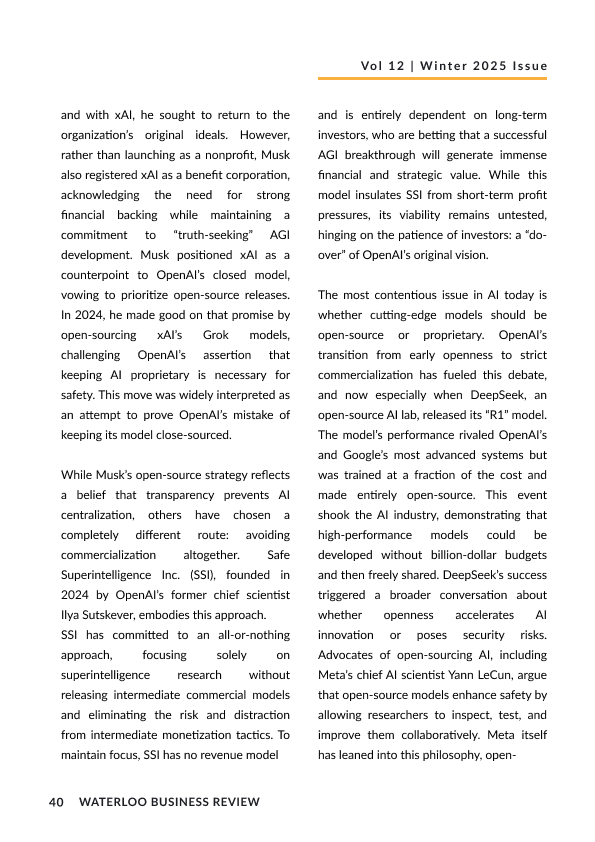 Vol 12 | Winter 2025 Issue
and with xAI, he sought to return to the
organization’s original ideals. However,
rather than launching as a nonprofit, Musk
also registered xAI as a benefit corporation,
acknowledging the need for strong
financial backing while maintaining a
commitment to “truth-seeking” AGI
development. Musk positioned xAI as a
counterpoint to OpenAI’s closed model,
vowing to prioritize open-source releases.
In 2024, he made good on that promise by
open-sourcing xAI’s Grok models,
challenging OpenAI’s assertion that
keeping AI proprietary is necessary for
safety. This move was widely interpreted as
an attempt to prove OpenAI’s mistake of
keeping its model close-sourced.
While Musk’s open-source strategy reflects
a belief that transparency prevents AI
centralization, others have chosen a
completely different route: avoiding
commercialization altogether. Safe
Superintelligence Inc. (SSI), founded in
2024 by OpenAI’s former chief scientist
Ilya Sutskever, embodies this approach.
SSI has committed to an all-or-nothing
approach, focusing solely on
superintelligence research without
releasing intermediate commercial models
and eliminating the risk and distraction
from intermediate monetization tactics. To
maintain focus, SSI has no revenue model
and is entirely dependent on long-term
investors, who are betting that a successful
AGI breakthrough will generate immense
financial and strategic value. While this
model insulates SSI from short-term profit
pressures, its viability remains untested,
hinging on the patience of investors: a “do-
over” of OpenAI’s original vision.
The most contentious issue in AI today is
whether cutting-edge models should be
open-source or proprietary. OpenAI’s
transition from early openness to strict
commercialization has fueled this debate,
and now especially when DeepSeek, an
open-source AI lab, released its “R1” model.
The model’s performance rivaled OpenAI’s
and Google’s most advanced systems but
was trained at a fraction of the cost and
made entirely open-source. This event
shook the AI industry, demonstrating that
high-performance models could be
developed without billion-dollar budgets
and then freely shared. DeepSeek’s success
triggered a broader conversation about
whether openness accelerates AI
innovation or poses security risks.
Advocates of open-sourcing AI, including
Meta’s chief AI scientist Yann LeCun, argue
that open-source models enhance safety by
allowing researchers to inspect, test, and
improve them collaboratively. Meta itself
has leaned into this philosophy, open-
40 WATERLOO BUSINESS REVIEW